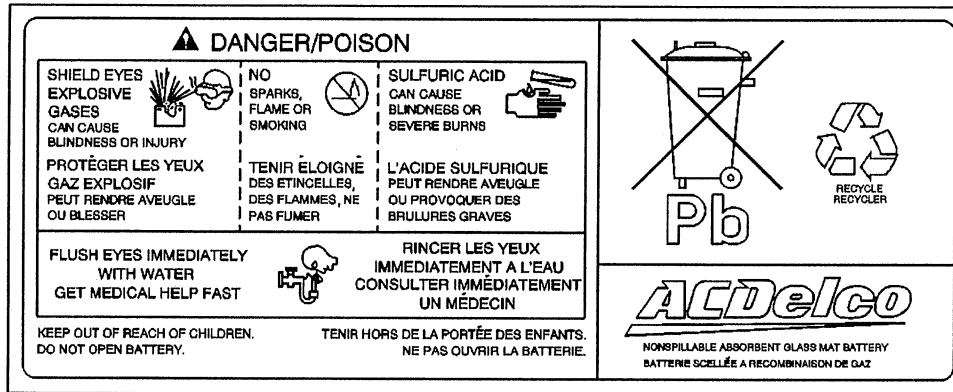 DANGER/POISON
SHIELD EYES
EXPLOSIVE
GASES
CAN CAUSE
BLINDNESS OR INJURY
NO
SPARKS,
FLAME OR
SMOKING
SULFURIC ACID
CAN CAUSE
BLINDNESS OR
SEVERE BURNS
PROTÉGER LES YEUX
GAZ EXPLOSIF
PEUT RENDRE AVEUGLE
OU BLESSER
TENIR ÉLOIGNÉ
DES ETINCELLES,
DES FLAMMES, NE
PAS FUMER
L'ACIDE SULFURIQUE
PEUT RENDRE AVEUGLE
OU PROVOQUER DES
BRULURES GRAVES
FLUSH EYES IMMEDIATELY
WITH WATER
GET MEDICAL HELP FAST
RINCER LES YEUX
IMMEDIATEMENT A L'EAU
CONSULTER IMMÉDIATEMENT
UN MÉDECIN
KEEP OUT OF REACH OF CHILDREN.
DO NOT OPEN BATTERY.
TENIR HORS DE LA PORTÉE DES ENFANTS.
NE PAS OUVRIR LA BATTERIE.
Pb
RECYCLE
RECYCLER
ACDelco
NONSPILLABLE ABSORBENT GLASS MAT BATTERY
BATTERIE SCELLÉE A RECOMBINAISON DE GAZ